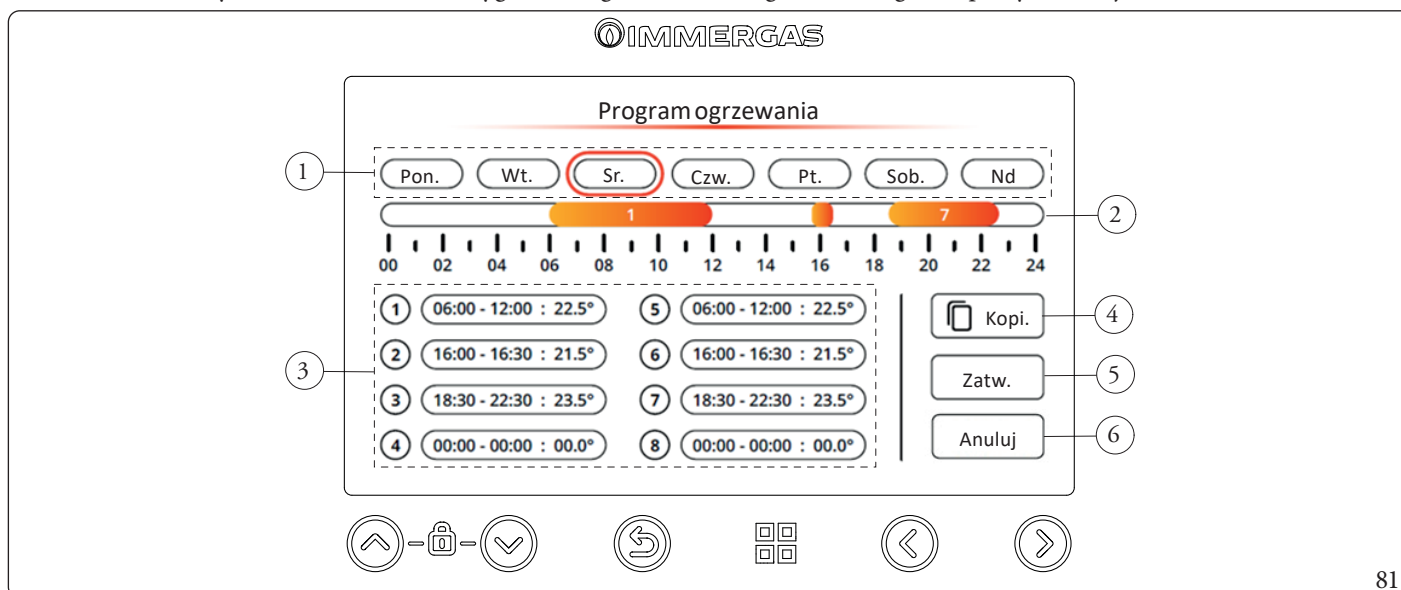 IMMERGAS
Program ogrzewania
1 Pon. Wt. Sr. Czw. Pt. Sob. Nd
1 7 2
00 02 04 06 08 10 12 14 16 18 20 22 24
1 06:00 - 12:00 : 22.5° 5 06:00 - 12:00 : 22.5° Kopi. 4
2 16:00 - 16:30 : 21.5° 6 16:00 - 16:30 : 21.5°
3
Zatw. 5
3 18:30 - 22:30 : 23.5° 7 18:30 - 22:30 : 23.5°
4 00:00 - 00:00 : 00.0° 8 00:00 - 00:00 : 00.0° Anuluj 6
81